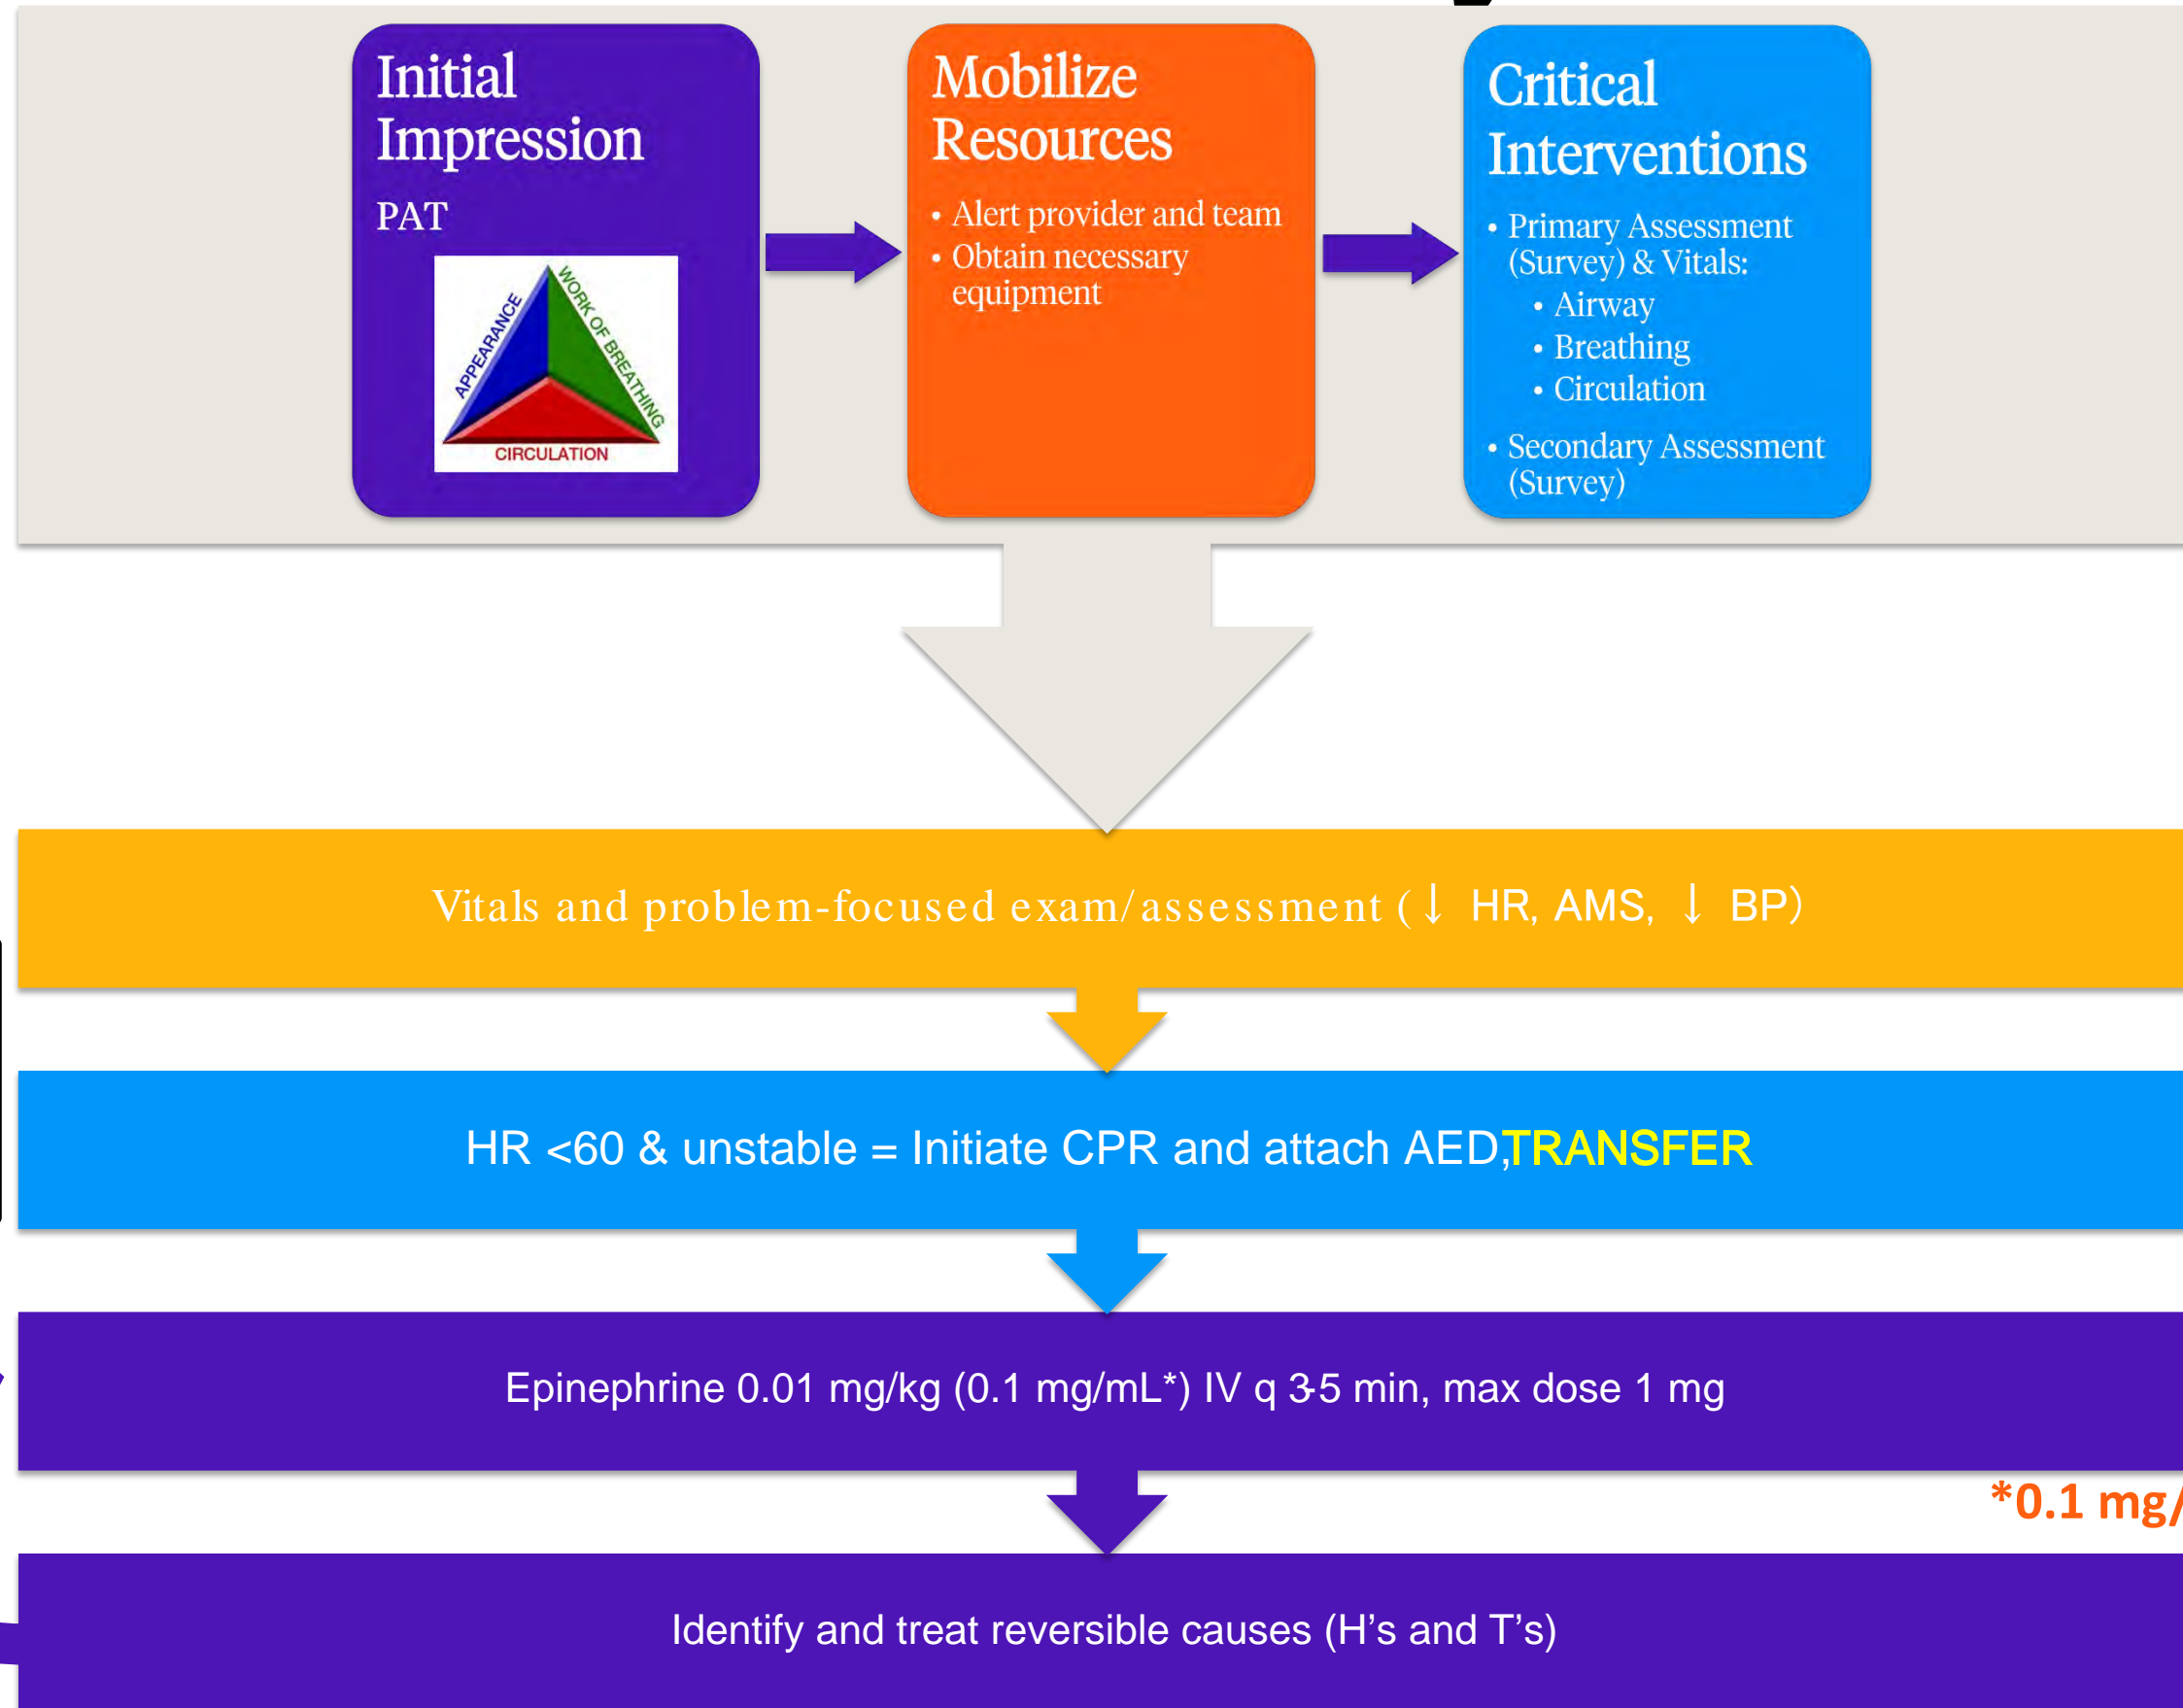 Initial
Impression
PAT
APPEARANCE
WORK OF BREATHING
CIRCULATION
Mobilize
Resources
• Alert provider and team
• Obtain necessary
equipment
Critical
Interventions
• Primary Assessment
(Survey) & Vitals:
• Airway
• Breathing
• Circulation
• Secondary Assessment
(Survey)
Vitals and problem-focused exam/assessment (↓ HR, AMS, ↓ BP)
HR <60 & unstable = Initiate CPR and attach AED,TRANSFER
Epinephrine 0.01 mg/kg (0.1 mg/mL*) IV q 3-5 min, max dose 1 mg
*0.1 mg/
Identify and treat reversible causes (H’s and T’s)